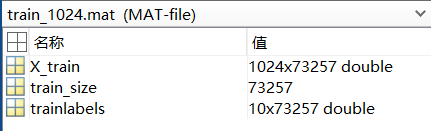 train_1024.mat (MAT-file)
名称 值
X_train 1024x73257 double
train_size 73257
trainlabels 10x73257 double